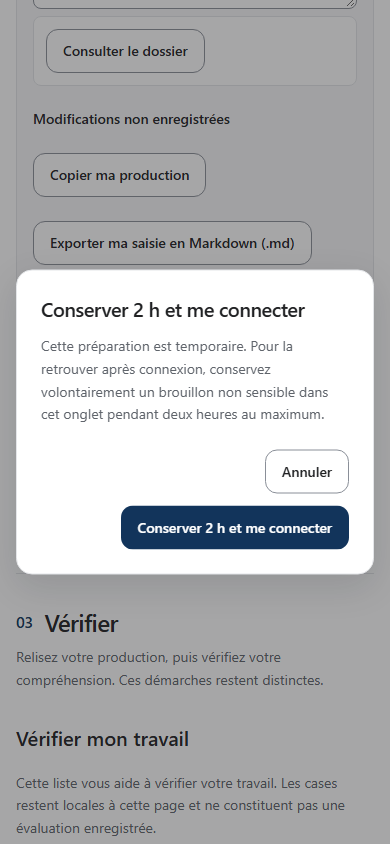 Consulter le dossier
Modifications non enregistrées
Copier ma production
Exporter ma saisie en Markdown (.md)
Conserver 2 h et me connecter
Cette préparation est temporaire. Pour la
retrouver après connexion, conservez
volontairement un brouillon non sensible dans
cet onglet pendant deux heures au maximum.
Annuler
Conserver 2 h et me connecter
03 Vérifier
Relisez votre production, puis vérifiez votre
compréhension. Ces démarches restent distinctes.
Vérifier mon travail
Cette liste vous aide à vérifier votre travail. Les cases
restent locales à cette page et ne constituent pas une
évaluation enregistrée.